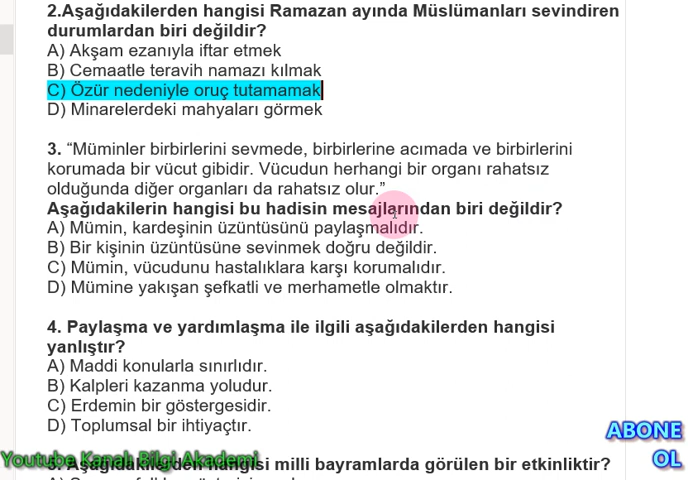 2.Aşağıdakilerden hangisi Ramazan ayında Müslümanları sevindiren
durumlardan biri değildir?
A) Akşam ezanıyla iftar etmek
B) Cemaatle teravih namazı kılmak
C) Özür nedeniyle oruç tutamamak
D) Minarelerdeki mahyaları görmek
3. “Müminler birbirlerini sevmede, birbirlerine acımada ve birbirlerini
korumada bir vücut gibidir. Vücudun herhangi bir organı rahatsız
olduğunda diğer organları da rahatsız olur.”
Aşağıdakilerin hangisi bu hadisin mesajlarından biri değildir?
A) Mümin, kardeşinin üzüntüsünü paylaşmalıdır.
B) Bir kişinin üzüntüsüne sevinmek doğru değildir.
C) Mümin, vücudunu hastalıklara karşı korumalıdır.
D) Mümine yakışan şefkatli ve merhametle olmaktır.
4. Paylaşma ve yardımlaşma ile ilgili aşağıdakilerden hangisi
yanlıştır?
A) Maddi konularla sınırlıdır.
B) Kalpleri kazanma yoludur.
C) Erdemin bir göstergesidir.
D) Toplumsal bir ihtiyaçtır.
ABONE
OL
Youtube Kanalı Bilgi Akademi
5. Aşağıdakilerden hangisi milli bayramlarda görülen bir etkinliktir?